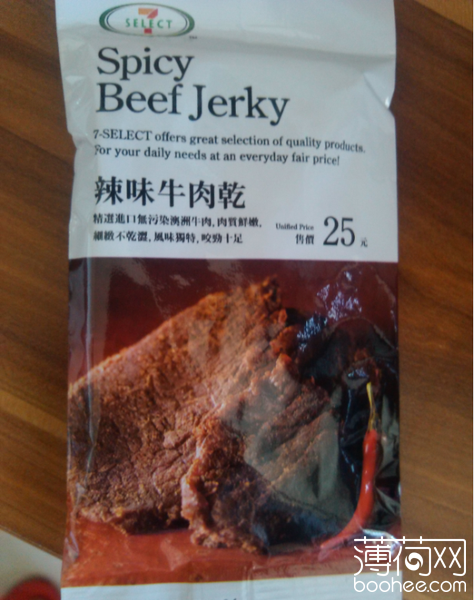 7
SELECT
Spicy
Beef Jerky
7-SELECT offers great selection of quality products.
For your daily needs at an everyday fair price!
辣味牛肉乾
精選進口無污染澳洲牛肉,肉質鮮嫩,
細緻不乾澀,風味獨特,咬勁十足
Unified Price
售價 25 元
薄荷网
boohee.com